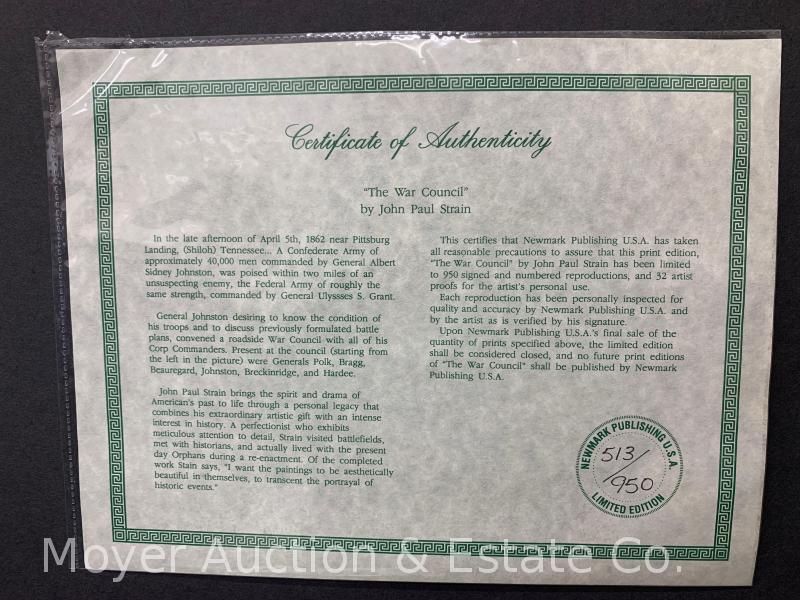 Certificate of Authenticity
"The War Council"
by John Paul Strain
In the late afternoon of April 5th, 1862 near Pittsburg
Landing, (Shiloh) Tennessee... A Confederate Army of
approximately 40,000 men commanded by General Albert
Sidney Johnston, was poised within two miles of an
unsuspecting enemy, the Federal Army of roughly the
same strength, commanded by General Ulyssses S. Grant.
General Johnston desiring to know the condition of
his troops and to discuss previously formulated battle
plans, convened a roadside War Council with all of his
Corp Commanders. Present at the council (starting from
the left in the picture) were Generals Polk, Bragg,
Beauregard, Johnston, Breckinridge, and Hardee.
John Paul Strain brings the spirit and drama of
American's past to life through a personal legacy that
combines his extraordinary artistic gift with an intense
interest in history. A perfectionist who exhibits
meticulous attention to detail, Strain visited battlefields,
met with historians, and actually lived with the present
day Orphans during a re-enactment. Of the completed
work Stain says, "I want the paintings to be aesthetically
beautiful in themselves, to transcent the portrayal of
historic events."
This certifies that Newmark Publishing U.S.A. has taken
all reasonable precautions to assure that this print edition,
"The War Council" by John Paul Strain has been limited
to 950 signed and numbered reproductions, and 32 artist
proofs for the artist's personal use.
Each reproduction has been personally inspected for
quality and accuracy by Newmark Publishing U.S.A. and
by the artist as is verified by his signature.
Upon Newmark Publishing U.S.A.'s final sale of the
quantity of prints specified above, the limited edition
shall be considered closed, and no future print editions
of "The War Council" shall be published by Newmark
Publishing U.S.A.
NEWMARK PUBLISHING U.S.A.
513/
950
LIMITED EDITION
Moyer Auction & Estate Co.